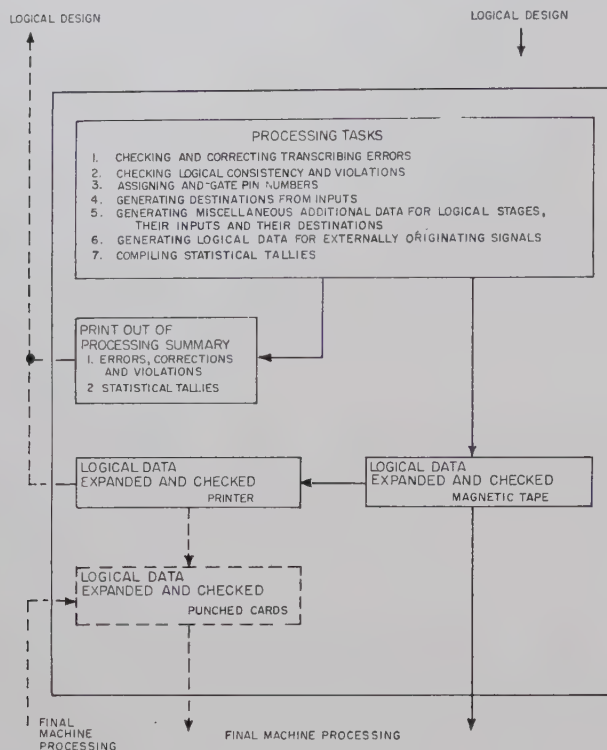 LOGICAL DESIGN
LOGICAL DESIGN
PROCESSING TASKS
1. CHECKING AND CORRECTING TRANSCRIBING ERRORS
2. CHECKING LOGICAL CONSISTENCY AND VIOLATIONS
3. ASSIGNING AND-GATE PIN NUMBERS
4. GENERATING DESTINATIONS FROM INPUTS
5. GENERATING MISCELLANEOUS ADDITIONAL DATA FOR LOGICAL STAGES,
THEIR INPUTS AND THEIR DESTINATIONS
6. GENERATING LOGICAL DATA FOR EXTERNALLY ORIGINATING SIGNALS
7. COMPILING STATISTICAL TALLIES
PRINT OUT OF
PROCESSING SUMMARY
1. ERRORS, CORRECTIONS
AND VIOLATIONS
2 STATISTICAL TALLIES
LOGICAL DATA
EXPANDED AND CHECKED
PRINTER
LOGICAL DATA
EXPANDED AND CHECKED
MAGNETIC TAPE
LOGICAL DATA
EXPANDED AND CHECKED
PUNCHED CARDS
FINAL
MACHINE
PROCESSING
FINAL MACHINE PROCESSING